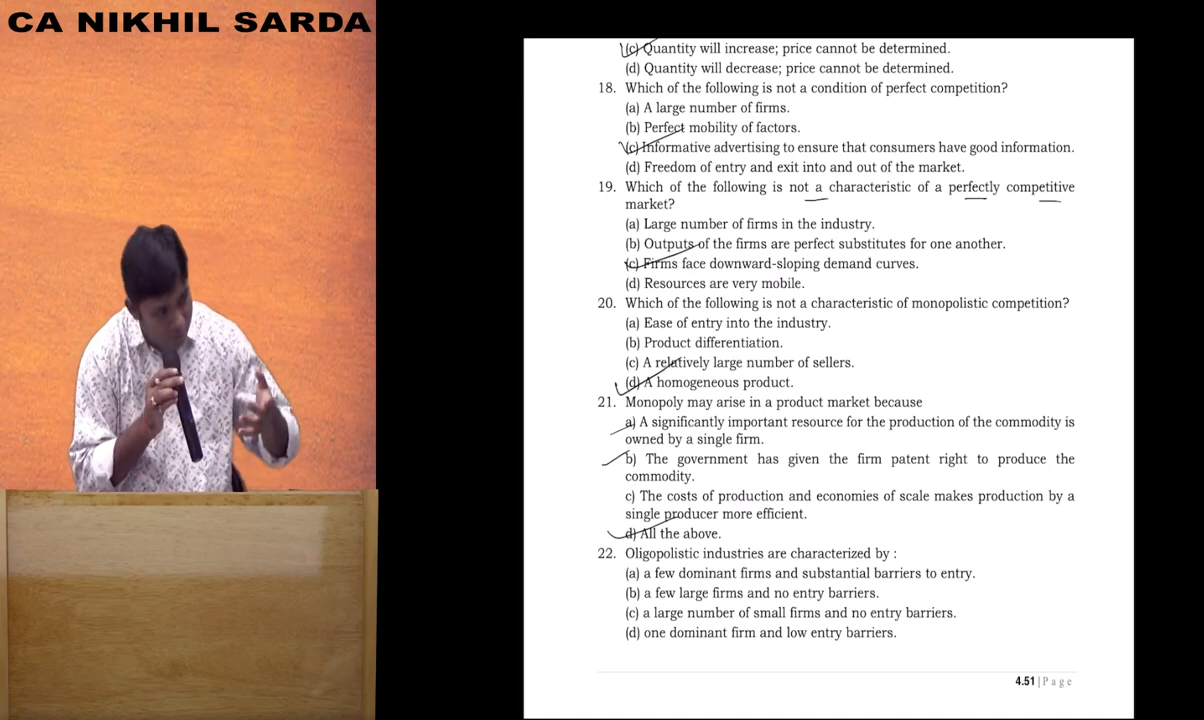 CA NIKHIL SARDA
(c) Quantity will increase; price cannot be determined.
(d) Quantity will decrease; price cannot be determined.
18. Which of the following is not a condition of perfect competition?
(a) A large number of firms.
(b) Perfect mobility of factors.
(c) Informative advertising to ensure that consumers have good information.
(d) Freedom of entry and exit into and out of the market.
19. Which of the following is not a characteristic of a perfectly competitive
market?
(a) Large number of firms in the industry.
(b) Outputs of the firms are perfect substitutes for one another.
(c) Firms face downward-sloping demand curves.
(d) Resources are very mobile.
20. Which of the following is not a characteristic of monopolistic competition?
(a) Ease of entry into the industry.
(b) Product differentiation.
(c) A relatively large number of sellers.
(d) A homogeneous product.
21. Monopoly may arise in a product market because
a) A significantly important resource for the production of the commodity is
owned by a single firm.
b) The government has given the firm patent right to produce the
commodity.
c) The costs of production and economies of scale makes production by a
single producer more efficient.
d) All the above.
22. Oligopolistic industries are characterized by :
(a) a few dominant firms and substantial barriers to entry.
(b) a few large firms and no entry barriers.
(c) a large number of small firms and no entry barriers.
(d) one dominant firm and low entry barriers.
4.51 | Page